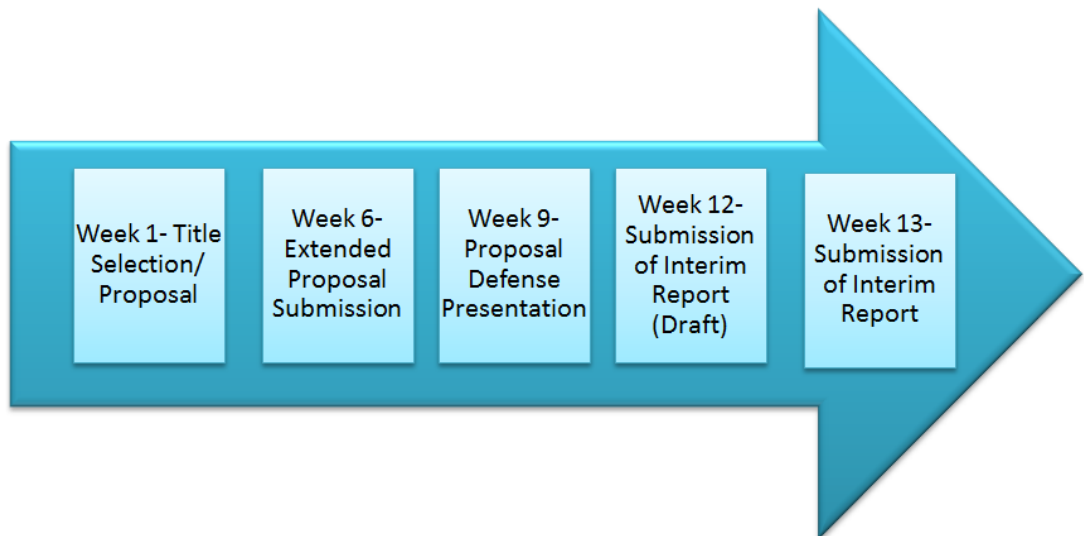 Week 1- Title
Selection/
Proposal
Week 6-
Extended
Proposal
Submission
Week 9-
Proposal
Defense
Presentation
Week 12-
Submission
of Interim
Report
(Draft)
Week 13-
Submission
of Interim
Report